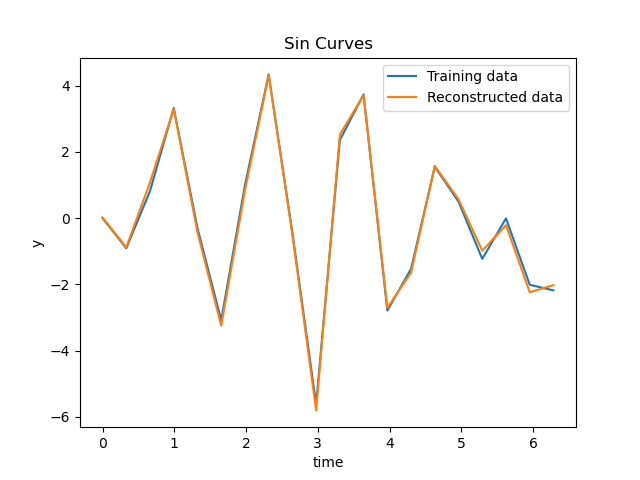 Sin Curves
Training data
Reconstructed data
y
4
2
0
−2
−4
−6
0 1 2 3 4 5 6
time